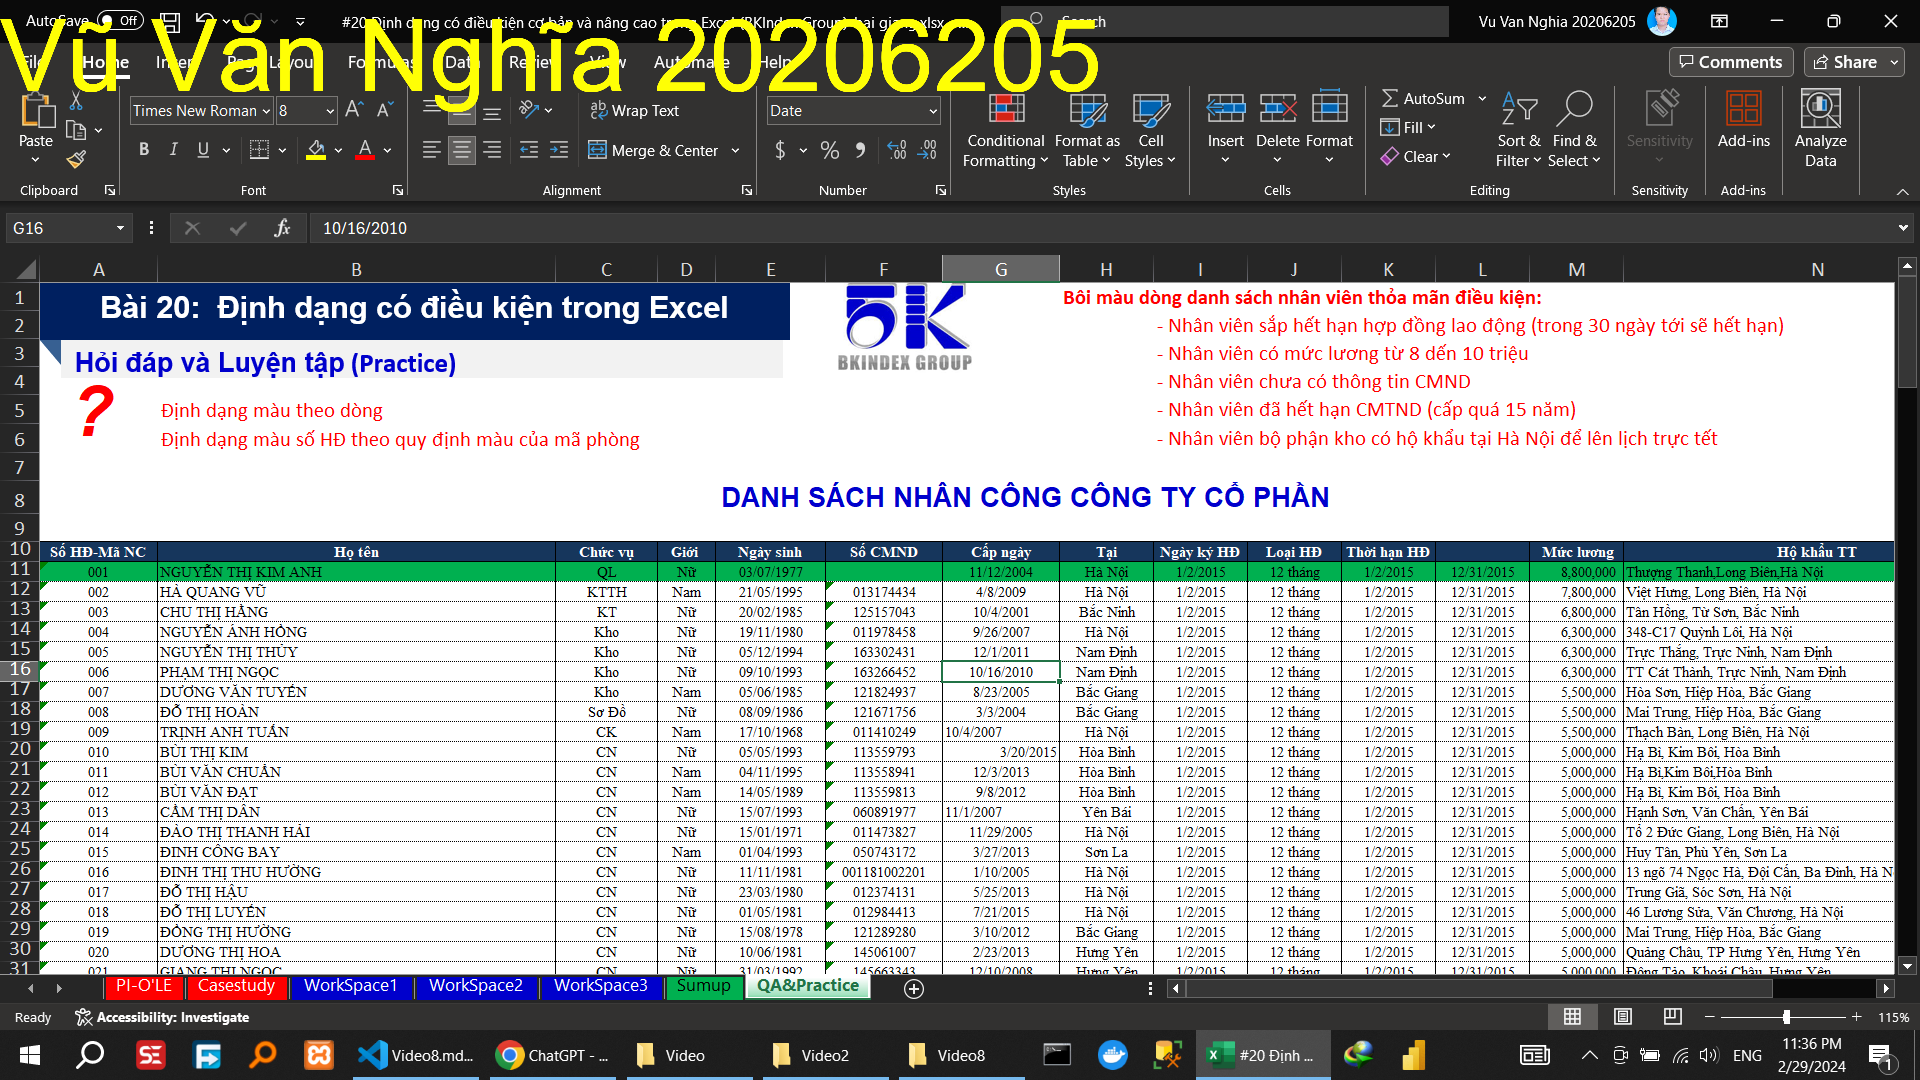 AutoSave Off #20 Định dạng có điều kiện cơ bản và nâng cao trong Excel (BKIndex Group) bai giang.xlsx Search Vu Van Nghia 20206205
Vũ Văn Nghĩa 20206205
File Home Insert Page Layout Formulas Data Review View Automate Help Comments Share
Paste
Clipboard
Times New Roman 8
B I U
Font
Wrap Text
Merge & Center
Alignment
Date
$ % ,
Number
Conditional Formatting
Format as Table
Cell Styles
Styles
Insert Delete Format
Cells
AutoSum
Fill
Clear
Sort & Filter
Find & Select
Editing
Sensitivity
Sensitivity
Add-ins
Add-ins
Analyze Data
G16 fx 10/16/2010
A B C D E F G H I J K L M N
1 Bài 20: Định dạng có điều kiện trong Excel
BKINDEX GROUP
Bôi màu dòng danh sách nhân viên thỏa mãn điều kiện:
2 - Nhân viên sắp hết hạn hợp đồng lao động (trong 30 ngày tới sẽ hết hạn)
3 Hỏi đáp và Luyện tập (Practice) - Nhân viên có mức lương từ 8 dến 10 triệu
4 ? - Nhân viên chưa có thông tin CMND
5 Định dạng màu theo dòng - Nhân viên đã hết hạn CMTND (cấp quá 15 năm)
6 Định dạng màu số HĐ theo quy định màu của mã phòng - Nhân viên bộ phận kho có hộ khẩu tại Hà Nội để lên lịch trực tết
7
8 DANH SÁCH NHÂN CÔNG CÔNG TY CỔ PHẦN
9
10 Số HĐ-Mã NC Họ tên Chức vụ Giới Ngày sinh Số CMND Cấp ngày Tại Ngày ký HĐ Loại HĐ Thời hạn HĐ Mức lương Hộ khẩu TT
11 001 NGUYỄN THỊ KIM ANH QL Nữ 03/07/1977 11/12/2004 Hà Nội 1/2/2015 12 tháng 1/2/2015 12/31/2015 8,800,000 Thượng Thanh,Long Biên,Hà Nội
12 002 HÀ QUANG VŨ KTTH Nam 21/05/1995 013174434 4/8/2009 Hà Nội 1/2/2015 12 tháng 1/2/2015 12/31/2015 7,800,000 Việt Hưng, Long Biên, Hà Nội
13 003 CHU THỊ HẰNG KT Nữ 20/02/1985 125157043 10/4/2001 Bắc Ninh 1/2/2015 12 tháng 1/2/2015 12/31/2015 6,800,000 Tân Hồng, Từ Sơn, Bắc Ninh
14 004 NGUYỄN ÁNH HỒNG Kho Nữ 19/11/1980 011978458 9/26/2007 Hà Nội 1/2/2015 12 tháng 1/2/2015 12/31/2015 6,300,000 348-C17 Quỳnh Lôi, Hà Nội
15 005 NGUYỄN THỊ THỦY Kho Nữ 05/12/1994 163302431 12/1/2011 Nam Định 1/2/2015 12 tháng 1/2/2015 12/31/2015 6,300,000 Trực Thắng, Trực Ninh, Nam Định
16 006 PHẠM THỊ NGỌC Kho Nữ 09/10/1993 163266452 10/16/2010 Nam Định 1/2/2015 12 tháng 1/2/2015 12/31/2015 6,300,000 TT Cát Thành, Trực Ninh, Nam Định
17 007 DƯƠNG VĂN TUYẾN Kho Nam 05/06/1985 121824937 8/23/2005 Bắc Giang 1/2/2015 12 tháng 1/2/2015 12/31/2015 5,500,000 Hòa Sơn, Hiệp Hòa, Bắc Giang
18 008 ĐỖ THỊ HOÀN Sơ Đồ Nữ 08/09/1986 121671756 3/3/2004 Bắc Giang 1/2/2015 12 tháng 1/2/2015 12/31/2015 5,500,000 Mai Trung, Hiệp Hòa, Bắc Giang
19 009 TRỊNH ANH TUẤN CK Nam 17/10/1968 011410249 10/4/2007 Hà Nội 1/2/2015 12 tháng 1/2/2015 12/31/2015 5,500,000 Thạch Bàn, Long Biên, Hà Nội
20 010 BÙI THỊ KIM CN Nữ 05/05/1993 113559793 3/20/2015 Hòa Bình 1/2/2015 12 tháng 1/2/2015 12/31/2015 5,000,000 Hạ Bì, Kim Bôi, Hòa Bình
21 011 BÙI VĂN CHUẨN CN Nam 04/11/1995 113558941 12/3/2013 Hòa Bình 1/2/2015 12 tháng 1/2/2015 12/31/2015 5,000,000 Hạ Bì,Kim Bôi,Hòa Bình
22 012 BÙI VĂN ĐẠT CN Nam 14/05/1989 113559813 9/8/2012 Hòa Bình 1/2/2015 12 tháng 1/2/2015 12/31/2015 5,000,000 Hạ Bì, Kim Bôi, Hòa Bình
23 013 CẦM THỊ DÂN CN Nữ 15/07/1993 060891977 11/1/2007 Yên Bái 1/2/2015 12 tháng 1/2/2015 12/31/2015 5,000,000 Hạnh Sơn, Văn Chấn, Yên Bái
24 014 ĐÀO THỊ THANH HẢI CN Nữ 15/01/1971 011473827 11/29/2005 Hà Nội 1/2/2015 12 tháng 1/2/2015 12/31/2015 5,000,000 Tổ 2 Đức Giang, Long Biên, Hà Nội
25 015 ĐINH CÔNG BAY CN Nam 01/04/1993 050743172 3/27/2013 Sơn La 1/2/2015 12 tháng 1/2/2015 12/31/2015 5,000,000 Huy Tân, Phù Yên, Sơn La
26 016 ĐINH THỊ THU HƯỜNG CN Nữ 11/11/1981 001181002201 1/10/2005 Hà Nội 1/2/2015 12 tháng 1/2/2015 12/31/2015 5,000,000 13 ngõ 74 Ngọc Hà, Đội Cấn, Ba Đình, Hà N
27 017 ĐỖ THỊ HẬU CN Nữ 23/03/1980 012374131 5/25/2013 Hà Nội 1/2/2015 12 tháng 1/2/2015 12/31/2015 5,000,000 Trung Giã, Sóc Sơn, Hà Nội
28 018 ĐỖ THỊ LUYẾN CN Nữ 01/05/1981 012984413 7/21/2015 Hà Nội 1/2/2015 12 tháng 1/2/2015 12/31/2015 5,000,000 46 Lương Sử­a, Văn Chương, Hà Nội
29 019 ĐỒNG THỊ HƯỜNG CN Nữ 15/08/1978 121289280 3/10/2012 Bắc Giang 1/2/2015 12 tháng 1/2/2015 12/31/2015 5,000,000 Mai Trung, Hiệp Hòa, Bắc Giang
30 020 DƯƠNG THỊ HOA CN Nữ 10/06/1981 145061007 2/23/2013 Hưng Yên 1/2/2015 12 tháng 1/2/2015 12/31/2015 5,000,000 Quảng Châu, TP Hưng Yên, Hưng Yên
31 021 GIANG THỊ NGỌC CN Nữ 31/03/1992 145663343 12/10/2008 Hưng Yên 1/2/2015 12 tháng 1/2/2015 12/31/2015 5,000,000 Đông Tảo, Khoái Châu, Hưng Yên
PI-O'LE Casestudy WorkSpace1 WorkSpace2 WorkSpace3 Sumup QA&Practice
Ready Accessibility: Investigate 115%
Video8.md... ChatGPT - ... Video Video2 Video8 #20 Định ... ENG 11:36 PM
2/29/2024 1